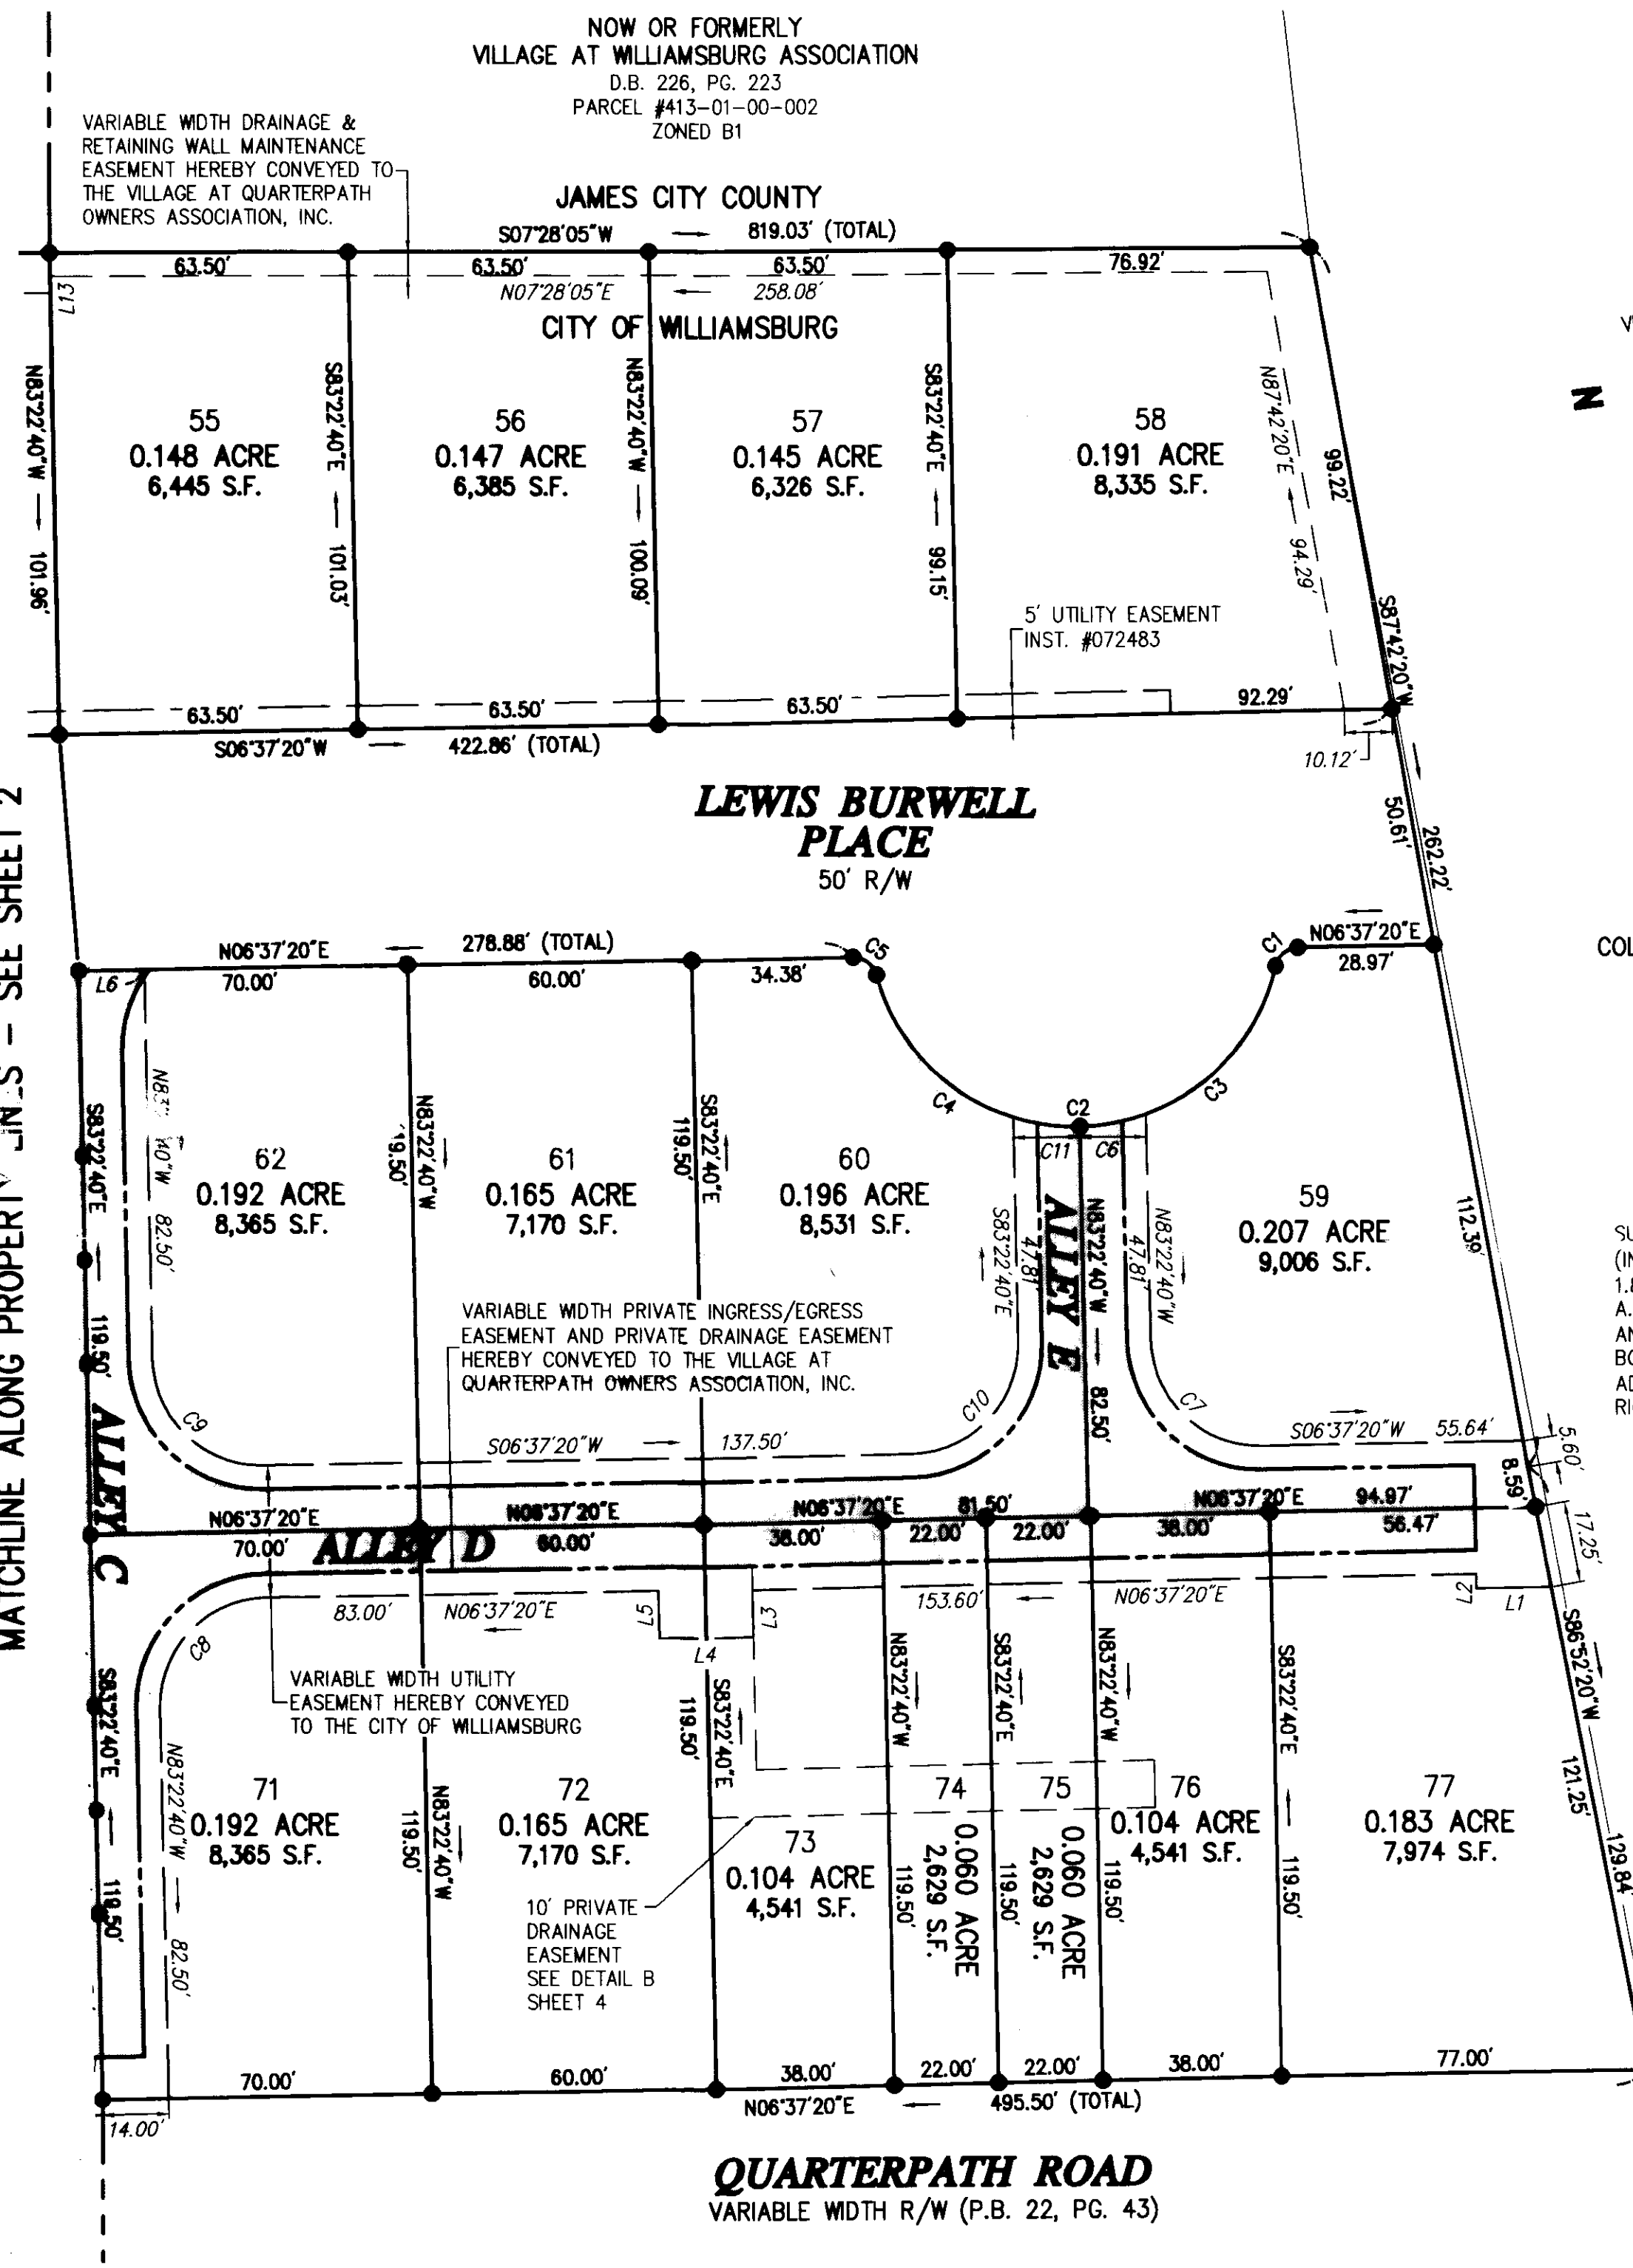 NOW OR FORMERLY
VILLAGE AT WILLIAMSBURG ASSOCIATION
D.B. 226, PG. 223
PARCEL #413-01-00-002
ZONED B1
VARIABLE WIDTH DRAINAGE &
RETAINING WALL MAINTENANCE
EASEMENT HEREBY CONVEYED TO
THE VILLAGE AT QUARTERPATH
OWNERS ASSOCIATION, INC.
JAMES CITY COUNTY
S07°28'05"W 819.03' (TOTAL)
63.50' 63.50' 63.50' 76.92'
N07°28'05"E 258.08'
CITY OF WILLIAMSBURG
L13
N83°22'40"W 101.96'
55
0.148 ACRE
6,445 S.F.
S83°22'40"E 101.03'
56
0.147 ACRE
6,385 S.F.
N83°22'40"W 100.09'
57
0.145 ACRE
6,326 S.F.
S83°22'40"E 99.15'
58
0.191 ACRE
8,335 S.F.
N87°42'20"E 94.29'
99.22'
S87°42'20"W
N
5' UTILITY EASEMENT
INST. #072483
63.50' 63.50' 63.50' 92.29'
S06°37'20"W 422.86' (TOTAL)
10.12'
LEWIS BURWELL
PLACE
50' R/W
50.61'
262.22'
MATCHLINE ALONG PROPERTY LINES - SEE SHEET 2
N06°37'20"E 278.88' (TOTAL)
L6 70.00' 60.00' 34.38'
C5
C1
N06°37'20"E
28.97'
COL
C4
C2
C3
C11 C6
S83°22'40"E 119.50'
82.50'
62
0.192 ACRE
8,365 S.F.
N83°22'40"W
61
0.165 ACRE
7,170 S.F.
S83°22'40"E
119.50'
60
0.196 ACRE
8,531 S.F.
S83°22'40"E
47.81'
ALLEY E
N83°22'40"W 82.50'
47.81'
N83°22'40"W
59
0.207 ACRE
9,006 S.F.
112.39'
VARIABLE WIDTH PRIVATE INGRESS/EGRESS
EASEMENT AND PRIVATE DRAINAGE EASEMENT
HEREBY CONVEYED TO THE VILLAGE AT
QUARTERPATH OWNERS ASSOCIATION, INC.
C9
C10
C7
S06°37'20"W 137.50'
S06°37'20"W 55.64'
5.60'
8.59'
17.25'
ALLEY C
N06°37'20"E N06°37'20"E N06°37'20"E 81.50' N06°37'20"E 94.97'
70.00' ALLEY D 60.00' 38.00' 22.00' 22.00' 38.00' 56.47'
83.00' N06°37'20"E
L5
L3
L4
153.60' N06°37'20"E
L2
L1
C8
VARIABLE WIDTH UTILITY
EASEMENT HEREBY CONVEYED
TO THE CITY OF WILLIAMSBURG
S83°22'40"E 119.50'
N83°22'40"W 82.50'
71
0.192 ACRE
8,365 S.F.
N83°22'40"W
119.50'
72
0.165 ACRE
7,170 S.F.
S83°22'40"E
119.50'
73
0.104 ACRE
4,541 S.F.
N83°22'40"W
119.50'
74
0.060 ACRE
2,629 S.F.
S83°22'40"E
119.50'
75
0.060 ACRE
2,629 S.F.
N83°22'40"W
119.50'
76
0.104 ACRE
4,541 S.F.
S83°22'40"E
119.50'
77
0.183 ACRE
7,974 S.F.
S86°52'20"W
121.25'
129.84'
10' PRIVATE
DRAINAGE
EASEMENT
SEE DETAIL B
SHEET 4
70.00' 60.00' 38.00' 22.00' 22.00' 38.00' 77.00'
14.00'
N06°37'20"E 495.50' (TOTAL)
QUARTERPATH ROAD
VARIABLE WIDTH R/W (P.B. 22, PG. 43)